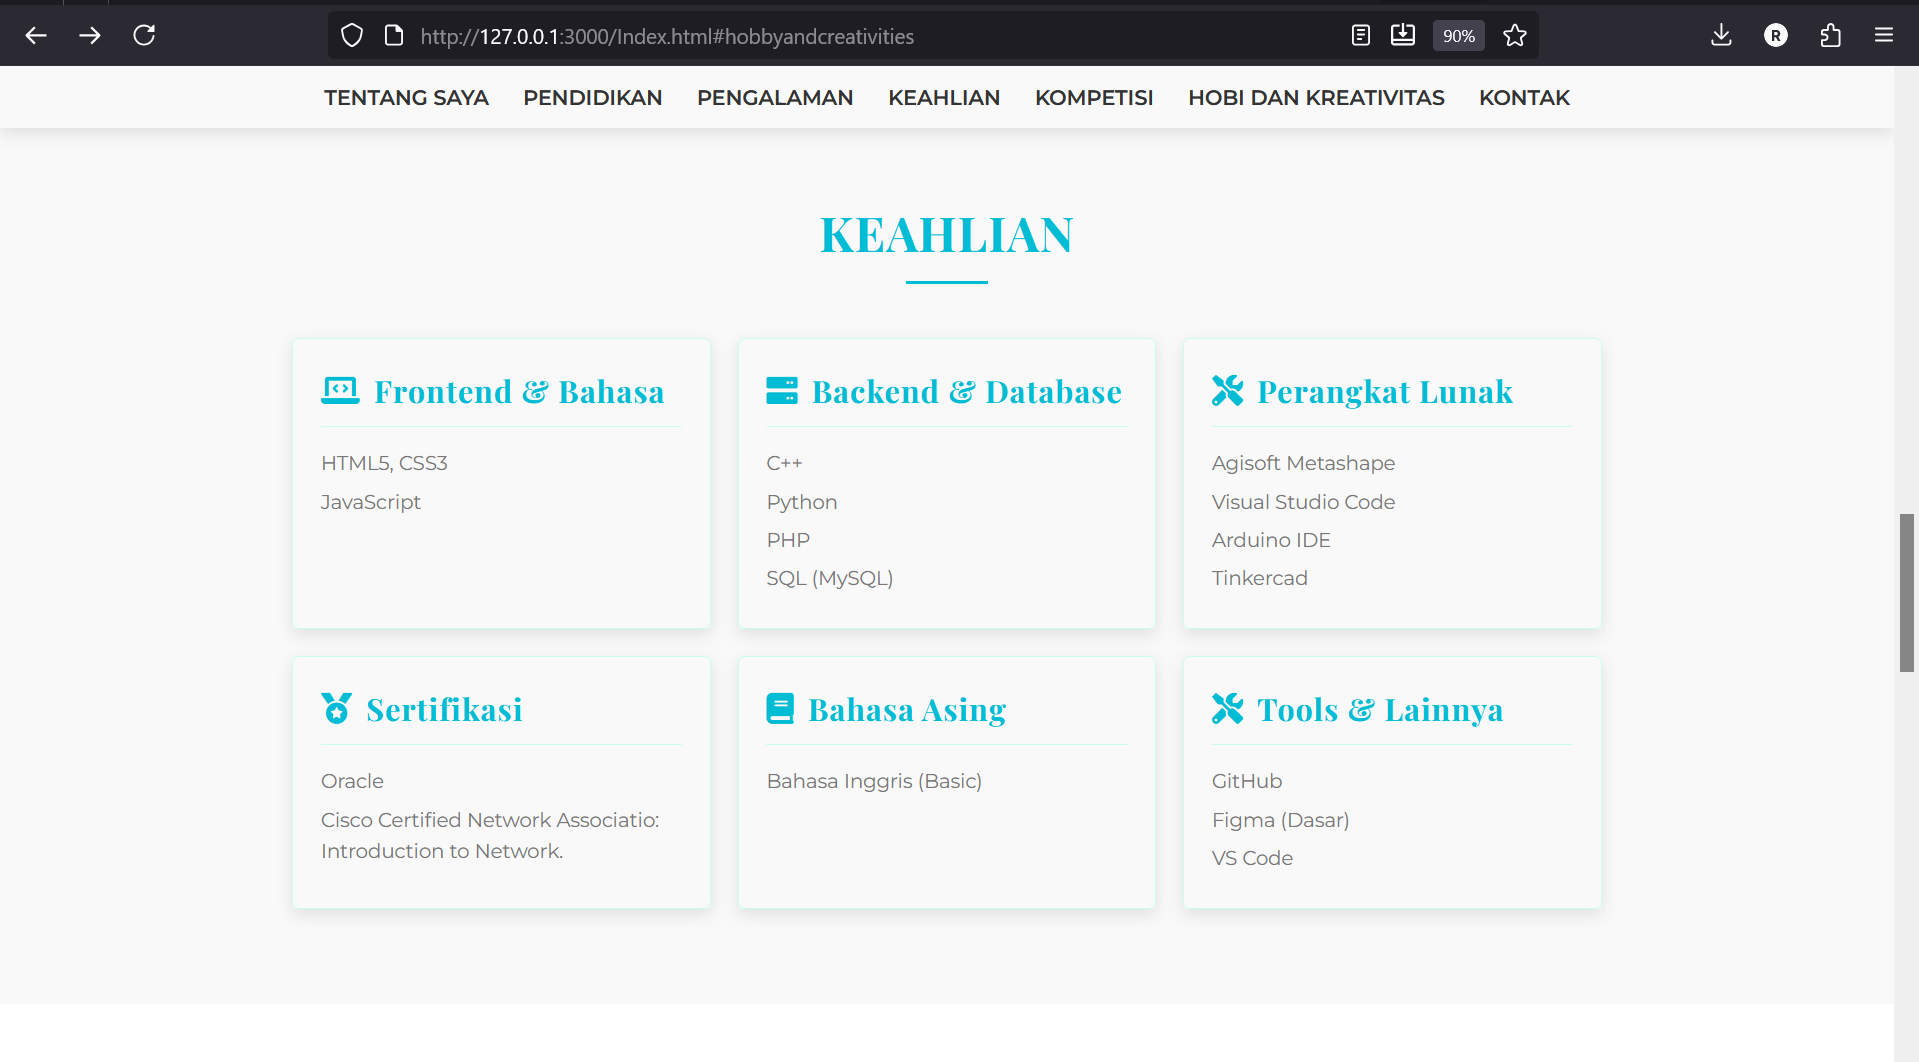 http://127.0.0.1:3000/Index.html#hobbyandcreativities
90%
R
TENTANG SAYA PENDIDIKAN PENGALAMAN KEAHLIAN KOMPETISI HOBI DAN KREATIVITAS KONTAK
KEAHLIAN
Frontend & Bahasa
HTML5, CSS3
JavaScript
Backend & Database
C++
Python
PHP
SQL (MySQL)
Perangkat Lunak
Agisoft Metashape
Visual Studio Code
Arduino IDE
Tinkercad
Sertifikasi
Oracle
Cisco Certified Network Associatio:
Introduction to Network.
Bahasa Asing
Bahasa Inggris (Basic)
Tools & Lainnya
GitHub
Figma (Dasar)
VS Code